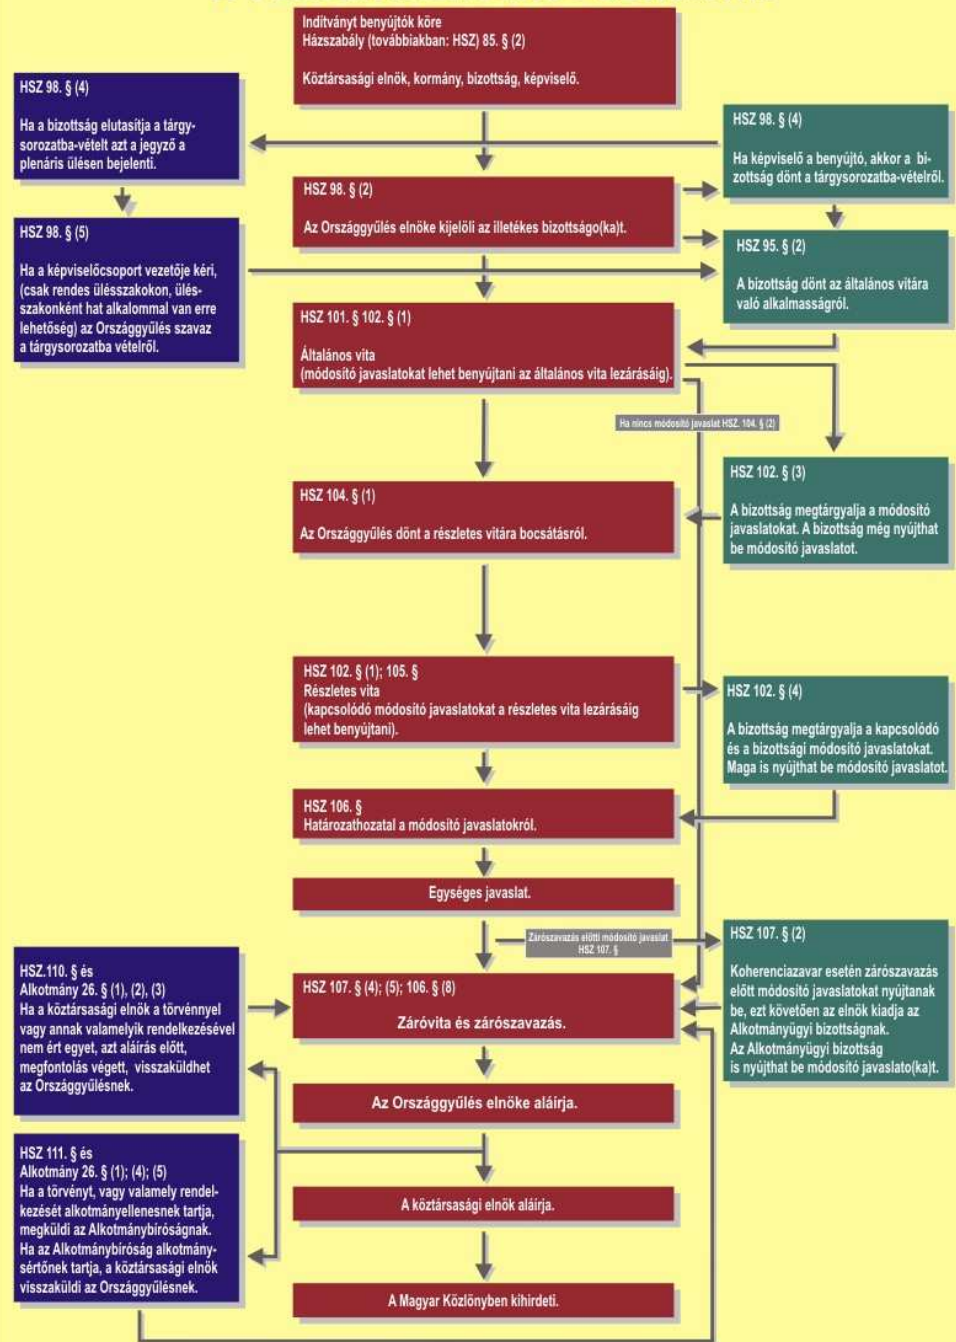 Indítványt benyújtók köre
Házszabály (továbbiakban: HSZ) 85. § (2)
Köztársasági elnök, kormány, bizottság, képviselő.
HSZ 98. § (4)
Ha a bizottság elutasítja a tárgy-
sorozatba-vételt azt a jegyző a
plenáris ülésen bejelenti.
HSZ 98. § (4)
Ha képviselő a benyújtó, akkor a bi-
zottság dönt a tárgysorozatba-vételről.
HSZ 98. § (2)
Az Országgyűlés elnöke kijelöli az illetékes bizottságo(ka)t.
HSZ 98. § (5)
Ha a képviselőcsoport vezetője kéri,
(csak rendes ülésszakokon, ülés-
szakonként hat alkalommal van erre
lehetőség) az Országgyűlés szavaz
a tárgysorozatba vételről.
HSZ 95. § (2)
A bizottság dönt az általános vitára
való alkalmasságról.
HSZ 101. § 102. § (1)
Általános vita
(módosító javaslatokat lehet benyújtani az általános vita lezárásáig).
Ha nincs módosító javaslat HSZ. 104. § (2)
HSZ 102. § (3)
A bizottság megtárgyalja a módosító
javaslatokat. A bizottság még nyújthat
be módosító javaslatot.
HSZ 104. § (1)
Az Országgyűlés dönt a részletes vitára bocsátásról.
HSZ 102. § (1); 105. §
Részletes vita
(kapcsolódó módosító javaslatokat a részletes vita lezárásáig
lehet benyújtani).
HSZ 102. § (4)
A bizottság megtárgyalja a kapcsolódó
és a bizottsági módosító javaslatokat.
Maga is nyújthat be módosító javaslatot.
HSZ 106. §
Határozathozatal a módosító javaslatokról.
Egységes javaslat.
Zárószavazás előtti módosító javaslat
HSZ 107. §
HSZ 107. § (2)
Koherenciazavar esetén zárószavazás
előtt módosító javaslatokat nyújtanak
be, ezt követően az elnök kiadja az
Alkotmányügyi bizottságnak.
Az Alkotmányügyi bizottság
is nyújthat be módosító javaslato(ka)t.
HSZ.110. § és
Alkotmány 26. § (1), (2), (3)
Ha a köztársasági elnök a törvénnyel
vagy annak valamelyik rendelkezésével
nem ért egyet, azt aláírás előtt,
megfontolás végett, visszaküldhet
az Országgyűlésnek.
HSZ 107. § (4); (5); 106. § (8)
Záróvita és zárószavazás.
Az Országgyűlés elnöke aláírja.
HSZ 111. § és
Alkotmány 26. § (1); (4); (5)
Ha a törvényt, vagy valamely rendel-
kezését alkotmányellenesnek tartja,
megküldi az Alkotmánybíróságnak.
Ha az Alkotmánybíróság alkotmány-
sértőnek tartja, a köztársasági elnök
visszaküldi az Országgyűlésnek.
A köztársasági elnök aláírja.
A Magyar Közlönyben kihirdeti.